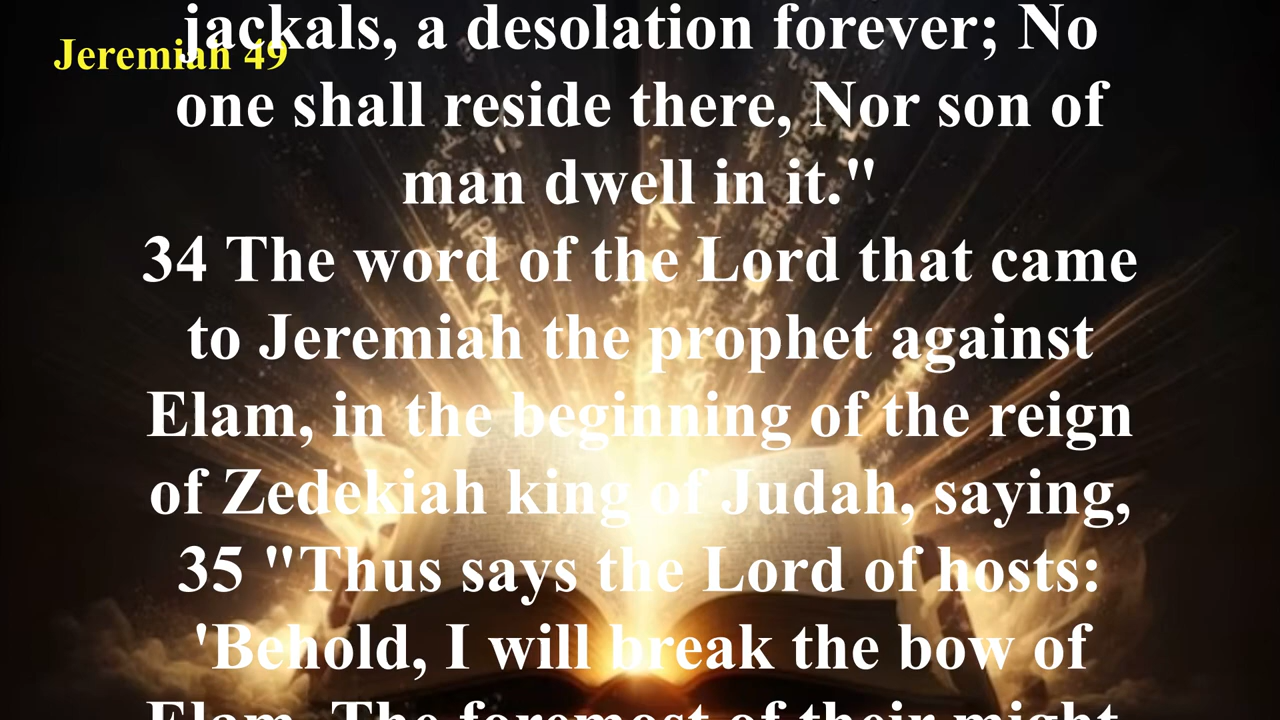 Jeremiah 49
jackals, a desolation forever; No
one shall reside there, Nor son of
man dwell in it."
34 The word of the Lord that came
to Jeremiah the prophet against
Elam, in the beginning of the reign
of Zedekiah king of Judah, saying,
35 "Thus says the Lord of hosts:
'Behold, I will break the bow of
Elam, The foremost of their might